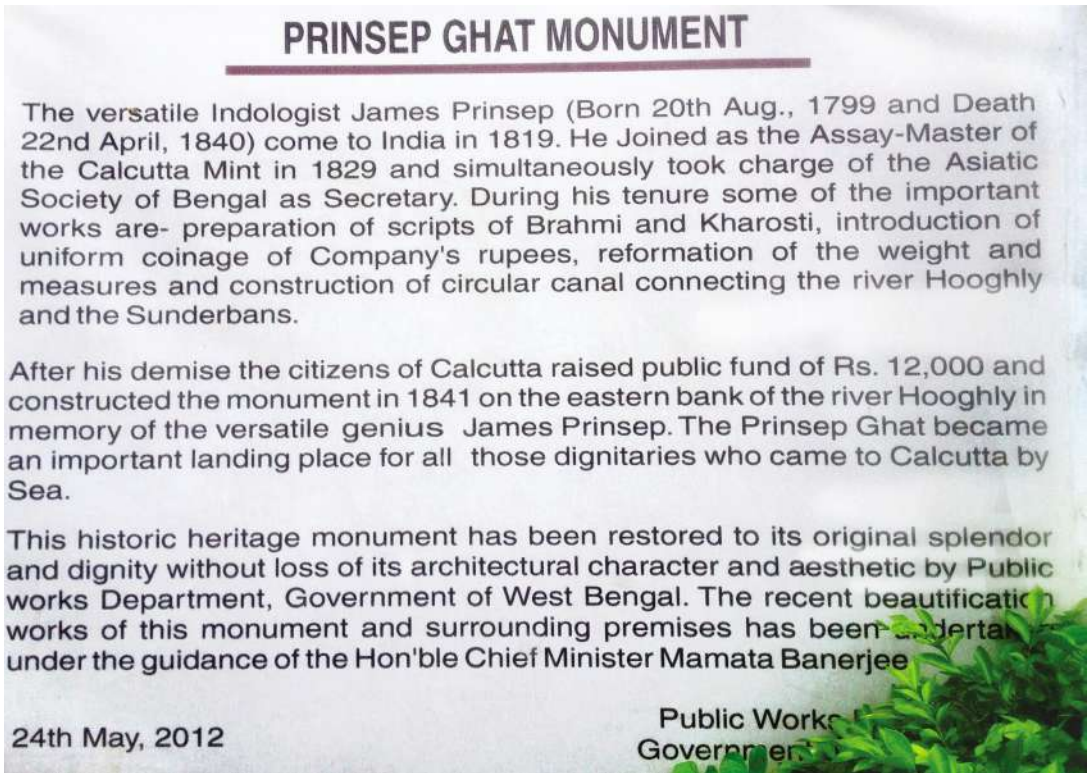 PRINSEP GHAT MONUMENT
The versatile Indologist James Prinsep (Born 20th Aug., 1799 and Death
22nd April, 1840) come to India in 1819. He Joined as the Assay-Master of
the Calcutta Mint in 1829 and simultaneously took charge of the Asiatic
Society of Bengal as Secretary. During his tenure some of the important
works are- preparation of scripts of Brahmi and Kharosti, introduction of
uniform coinage of Company's rupees, reformation of the weight and
measures and construction of circular canal connecting the river Hooghly
and the Sunderbans.
After his demise the citizens of Calcutta raised public fund of Rs. 12,000 and
constructed the monument in 1841 on the eastern bank of the river Hooghly in
memory of the versatile genius James Prinsep. The Prinsep Ghat became
an important landing place for all those dignitaries who came to Calcutta by
Sea.
This historic heritage monument has been restored to its original splendor
and dignity without loss of its architectural character and aesthetic by Public
works Department, Government of West Bengal. The recent beautification
works of this monument and surrounding premises has been
under the guidance of the Hon'ble Chief Minister Mamata Banerjee
24th May, 2012
Public Works
Government